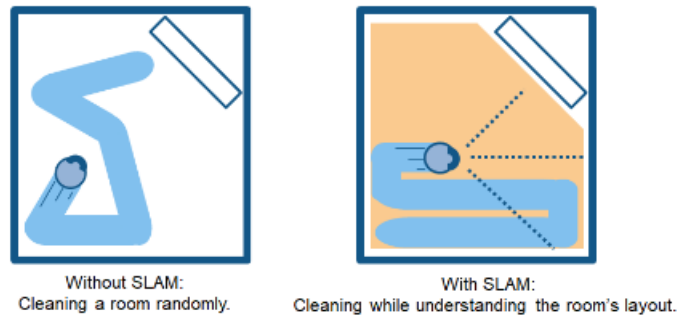 Without SLAM:
Cleaning a room randomly.
With SLAM:
Cleaning while understanding the room's layout.